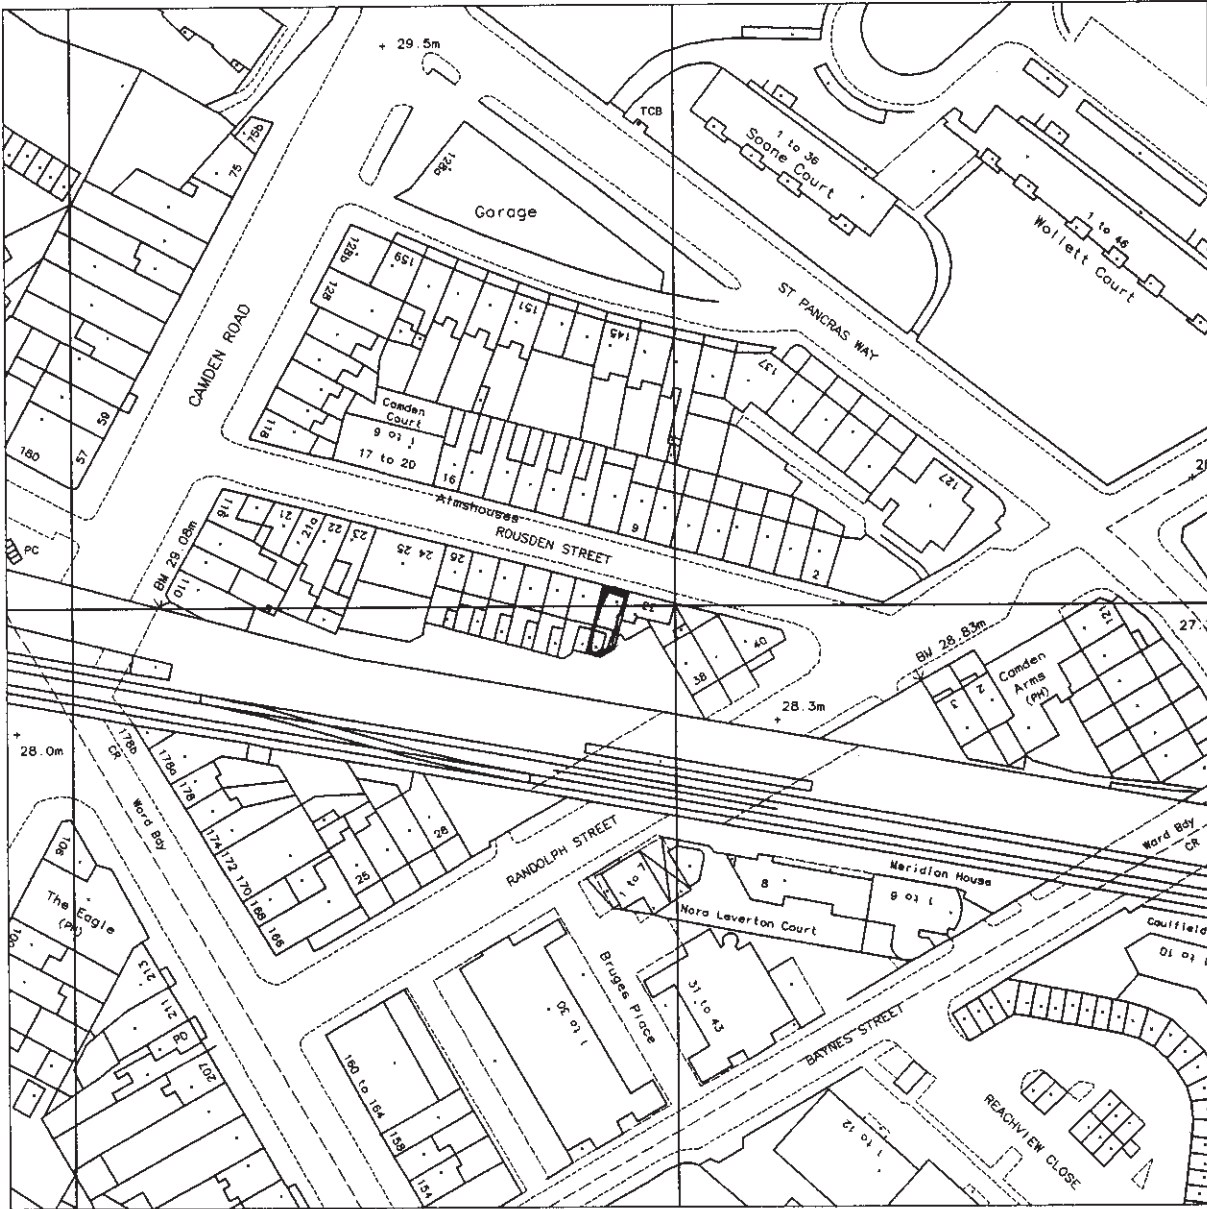 29.5m
TCB
1 to 36
Soane Court
75b
75
128a
Garage
1 to 46
Wollett Court
128b
159
128
151
145
ST PANCRAS WAY
137
CAMDEN ROAD
59
57
180
118
Camden
Court
1 to 9
17 to 20
16
127
Almshouses
ROUSDEN STREET
9
2
116
21
21a
22
23
24 25
26
PC
BM 29.08m
110
38
40
BM 28.83m
121
Camden
Arms
(PH)
2
3
28.3m
28.0m
178b
CR
178a
178
174
172
170
168
166
Ward Bdy
28
25
RANDOLPH STREET
1 to 7
8
Meridian House
1 to 6
Nora Leverton Court
Ward Bdy
CR
Caulfield
1 to 10
106
The Eagle
(PH)
100
213
211
PO
207
Bruges Place
1 to 30
31 to 43
BAYNES STREET
160 to 164
158
154
1 to 12
REACHVIEW CLOSE